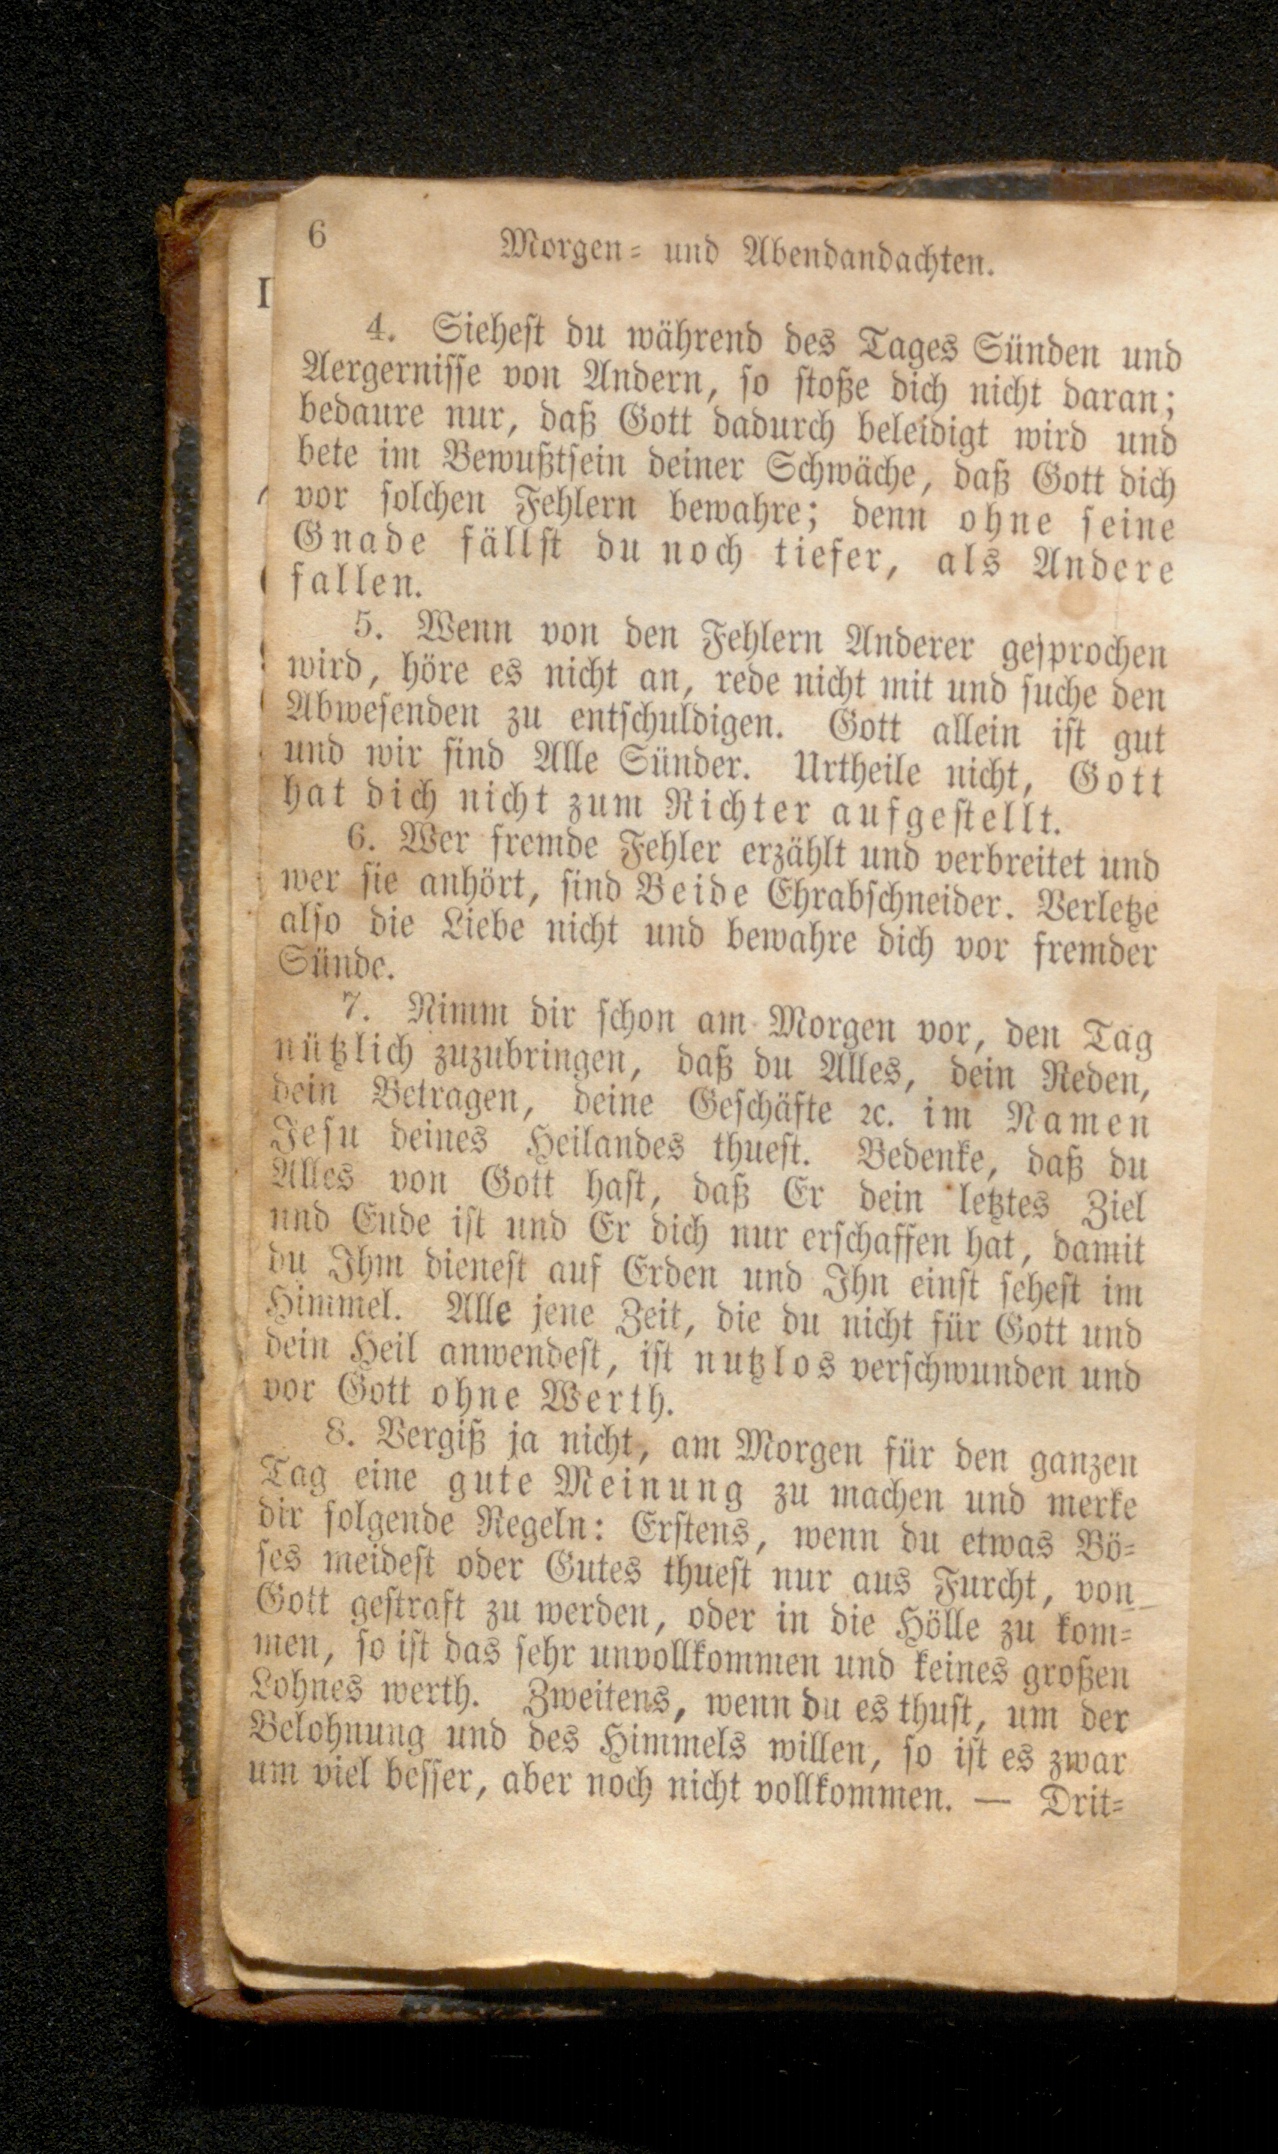 6
Morgen- und Abendandachten.
I
4. Siehest du während des Tages Sünden und
Aergernisse von Andern, so stoße dich nicht daran;
bedaure nur, daß Gott dadurch beleidigt wird und
bete im Bewußtsein deiner Schwäche, daß Gott dich
vor solchen Fehlern bewahre; denn ohne seine
Gnade fällst du noch tiefer, als Andere
fallen.
5. Wenn von den Fehlern Anderer gesprochen
wird, höre es nicht an, rede nicht mit und suche den
Abwesenden zu entschuldigen. Gott allein ist gut
und wir sind Alle Sünder. Urtheile nicht, Gott
hat dich nicht zum Richter aufgestellt.
6. Wer fremde Fehler erzählt und verbreitet und
wer sie anhört, sind Beide Ehrabschneider. Verletze
also die Liebe nicht und bewahre dich vor fremder
Sünde.
7. Nimm dir schon am Morgen vor, den Tag
nützlich zuzubringen, daß du Alles, dein Reden,
dein Betragen, deine Geschäfte ꝛc. im Namen
Jesu deines Heilandes thuest. Bedenke, daß du
Alles von Gott hast, daß Er dein letztes Ziel
und Ende ist und Er dich nur erschaffen hat, damit
du Ihm dienest auf Erden und Ihn einst sehest im
Himmel. Alle jene Zeit, die du nicht für Gott und
dein Heil anwendest, ist nutzlos verschwunden und
vor Gott ohne Werth.
8. Vergiß ja nicht, am Morgen für den ganzen
Tag eine gute Meinung zu machen und merke
dir folgende Regeln: Erstens, wenn du etwas Bö-
ses meidest oder Gutes thuest nur aus Furcht, von
Gott gestraft zu werden, oder in die Hölle zu kom-
men, so ist das sehr unvollkommen und keines großen
Lohnes werth. Zweitens, wenn du es thust, um der
Belohnung und des Himmels willen, so ist es zwar
um viel besser, aber noch nicht vollkommen. — Drit-